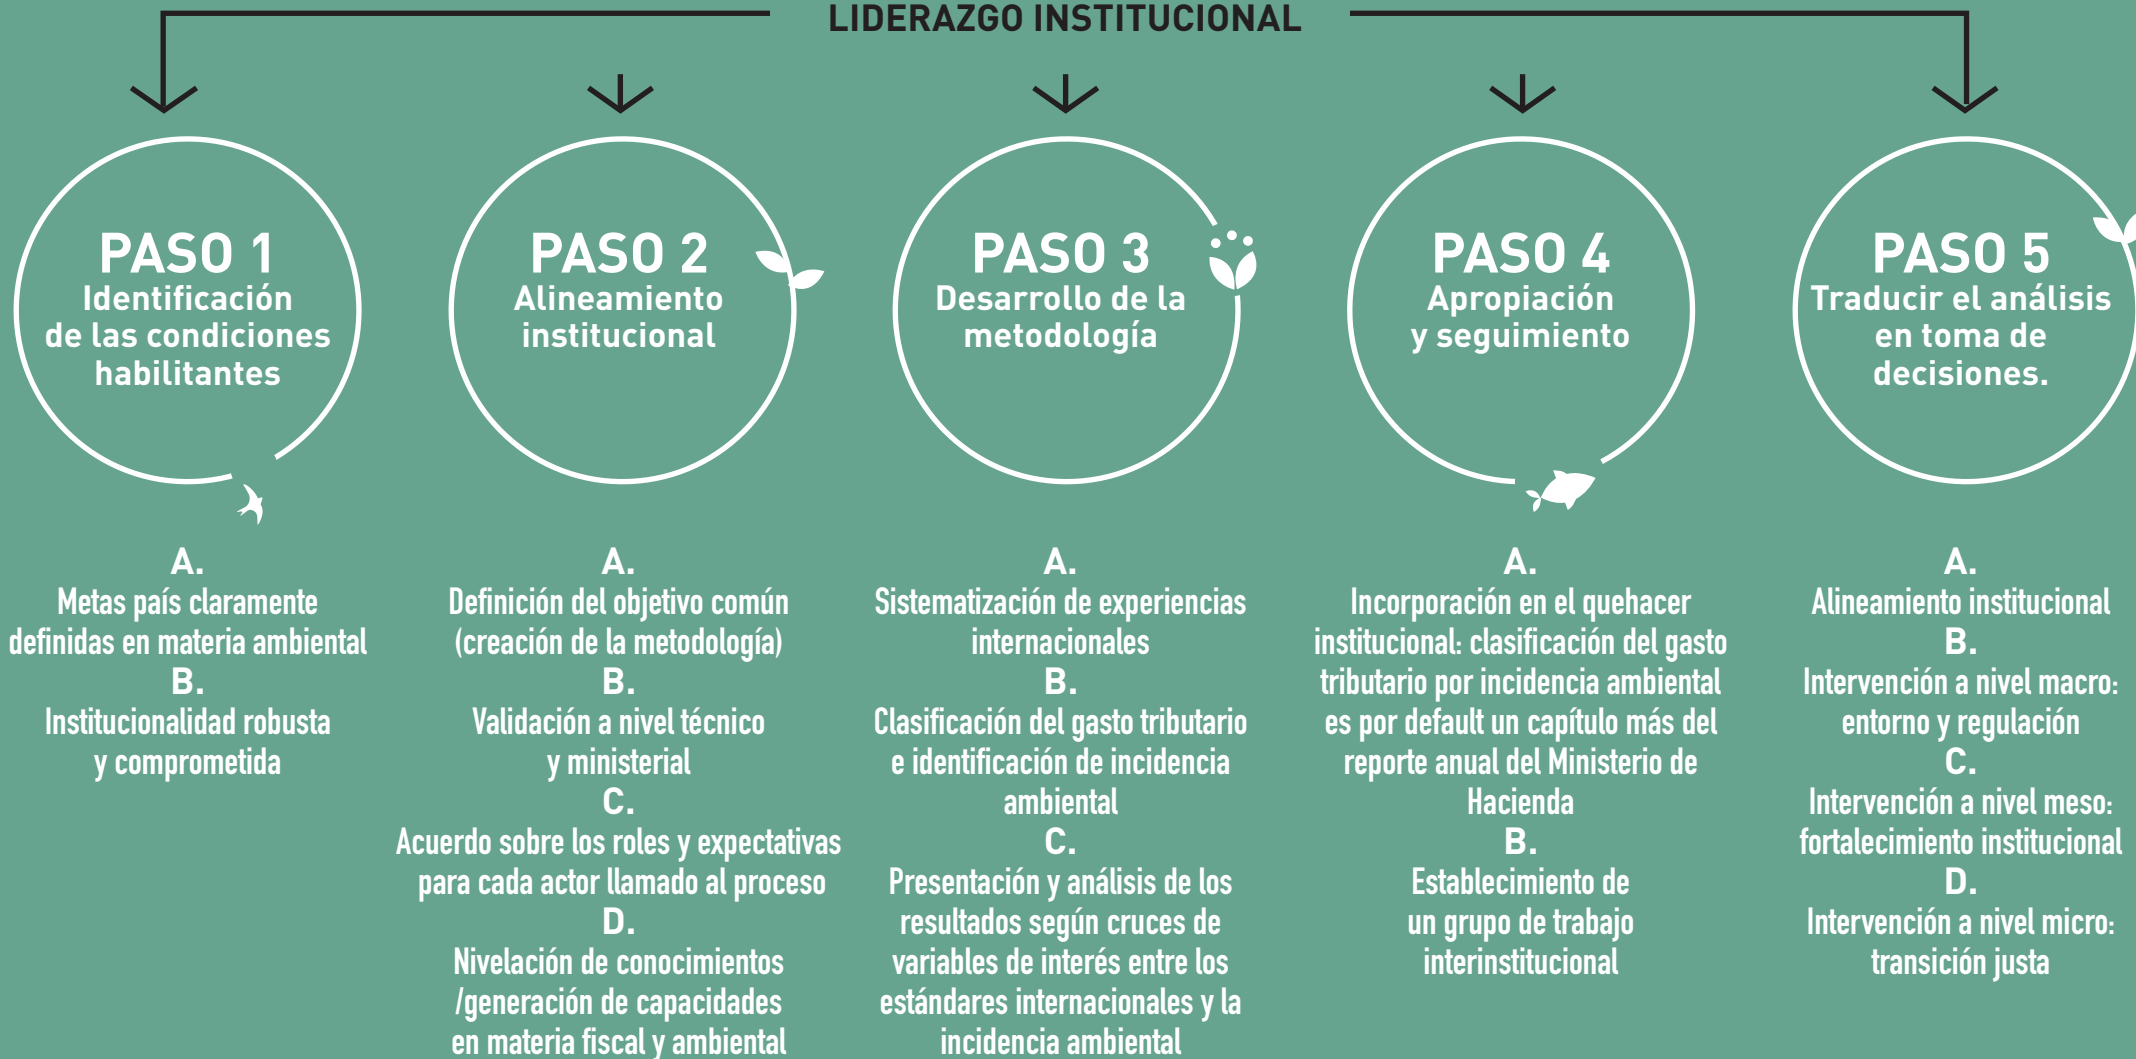 LIDERAZGO INSTITUCIONAL
PASO 1
Identificación
de las condiciones
habilitantes
A.
Metas país claramente
definidas en materia ambiental
B.
Institucionalidad robusta
y comprometida
PASO 2
Alineamiento
institucional
A.
Definición del objetivo común
(creación de la metodología)
B.
Validación a nivel técnico
y ministerial
C.
Acuerdo sobre los roles y expectativas
para cada actor llamado al proceso
D.
Nivelación de conocimientos
/generación de capacidades
en materia fiscal y ambiental
PASO 3
Desarrollo de la
metodología
A.
Sistematización de experiencias
internacionales
B.
Clasificación del gasto tributario
e identificación de incidencia
ambiental
C.
Presentación y análisis de los
resultados según cruces de
variables de interés entre los
estándares internacionales y la
incidencia ambiental
PASO 4
Apropiación
y seguimiento
A.
Incorporación en el quehacer
institucional: clasificación del gasto
tributario por incidencia ambiental
es por default un capítulo más del
reporte anual del Ministerio de
Hacienda
B.
Establecimiento de
un grupo de trabajo
interinstitucional
PASO 5
Traducir el análisis
en toma de
decisiones.
A.
Alineamiento institucional
B.
Intervención a nivel macro:
entorno y regulación
C.
Intervención a nivel meso:
fortalecimiento institucional
D.
Intervención a nivel micro:
transición justa